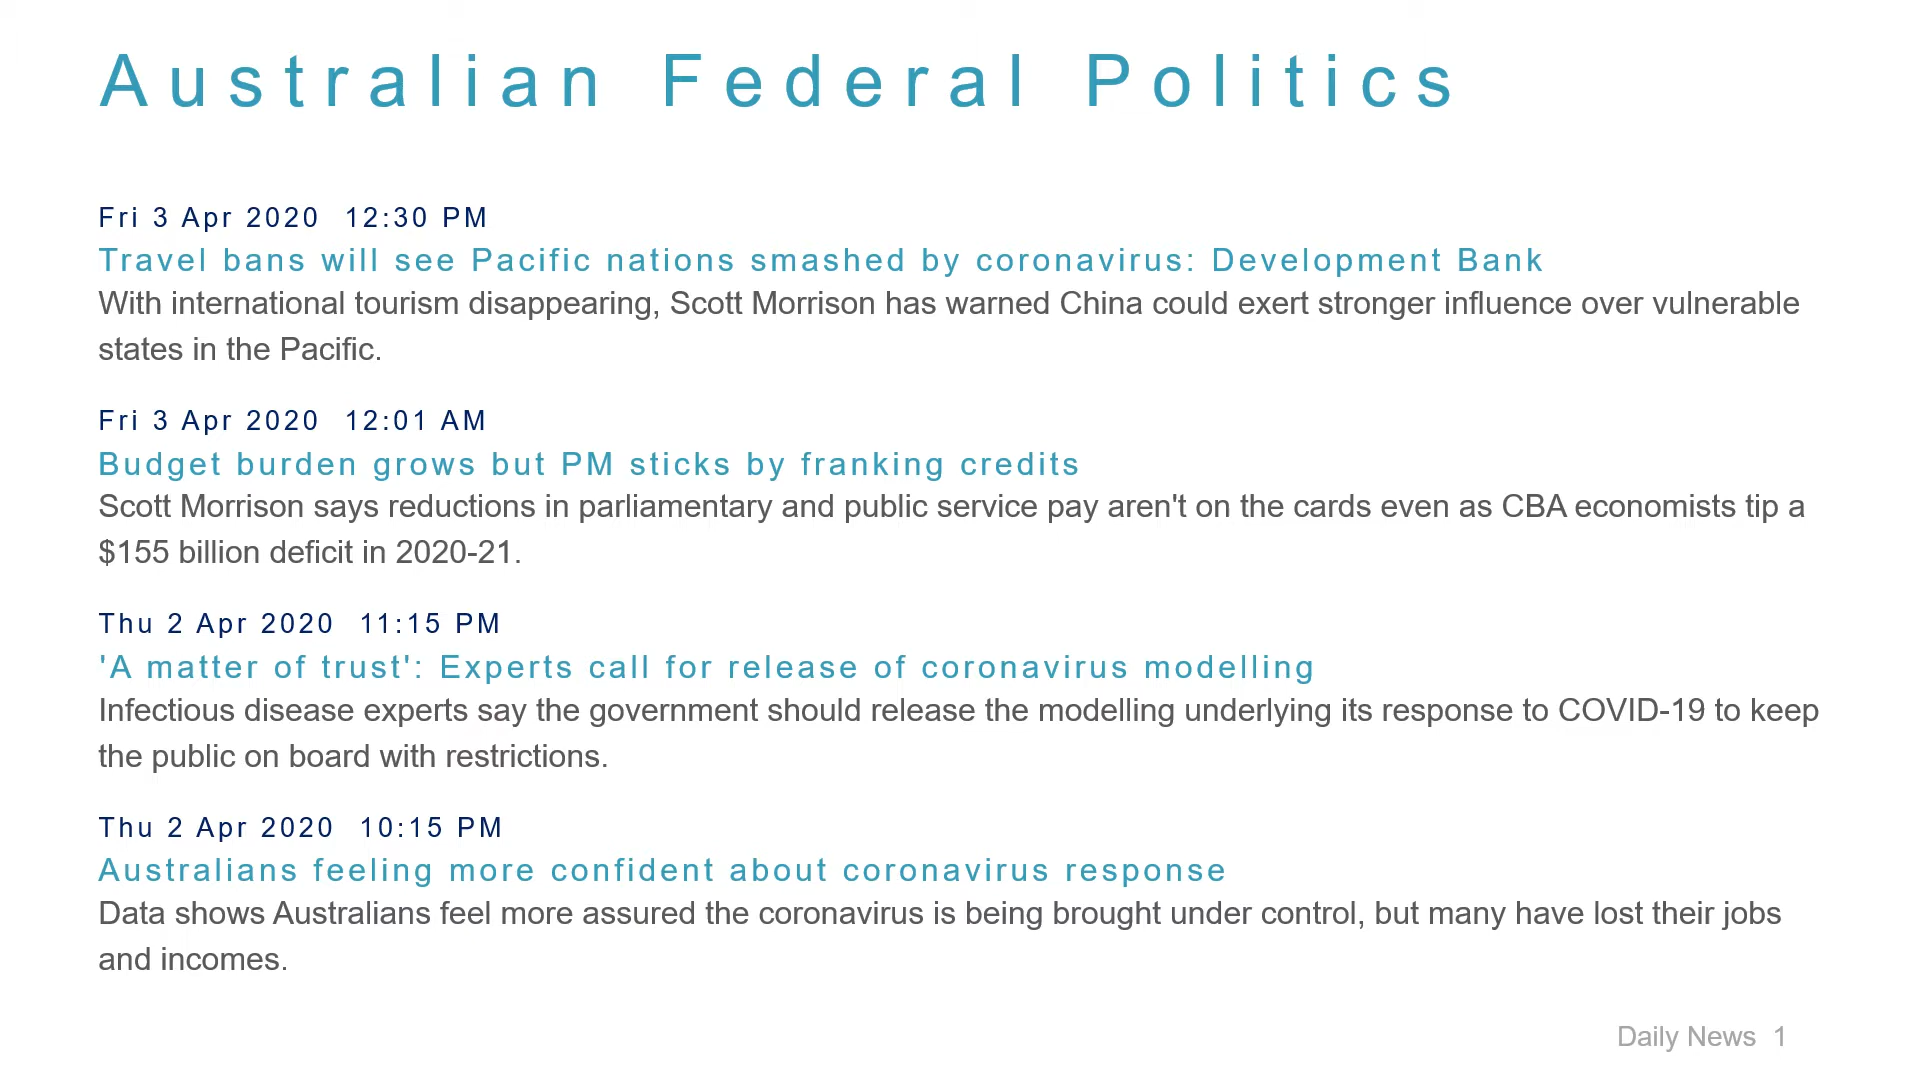 Australian Federal Politics
Fri 3 Apr 2020 12:30 PM
Travel bans will see Pacific nations smashed by coronavirus: Development Bank
With international tourism disappearing, Scott Morrison has warned China could exert stronger influence over vulnerable
states in the Pacific.
Fri 3 Apr 2020 12:01 AM
Budget burden grows but PM sticks by franking credits
Scott Morrison says reductions in parliamentary and public service pay aren't on the cards even as CBA economists tip a
$155 billion deficit in 2020-21.
Thu 2 Apr 2020 11:15 PM
'A matter of trust': Experts call for release of coronavirus modelling
Infectious disease experts say the government should release the modelling underlying its response to COVID-19 to keep
the public on board with restrictions.
Thu 2 Apr 2020 10:15 PM
Australians feeling more confident about coronavirus response
Data shows Australians feel more assured the coronavirus is being brought under control, but many have lost their jobs
and incomes.
Daily News 1